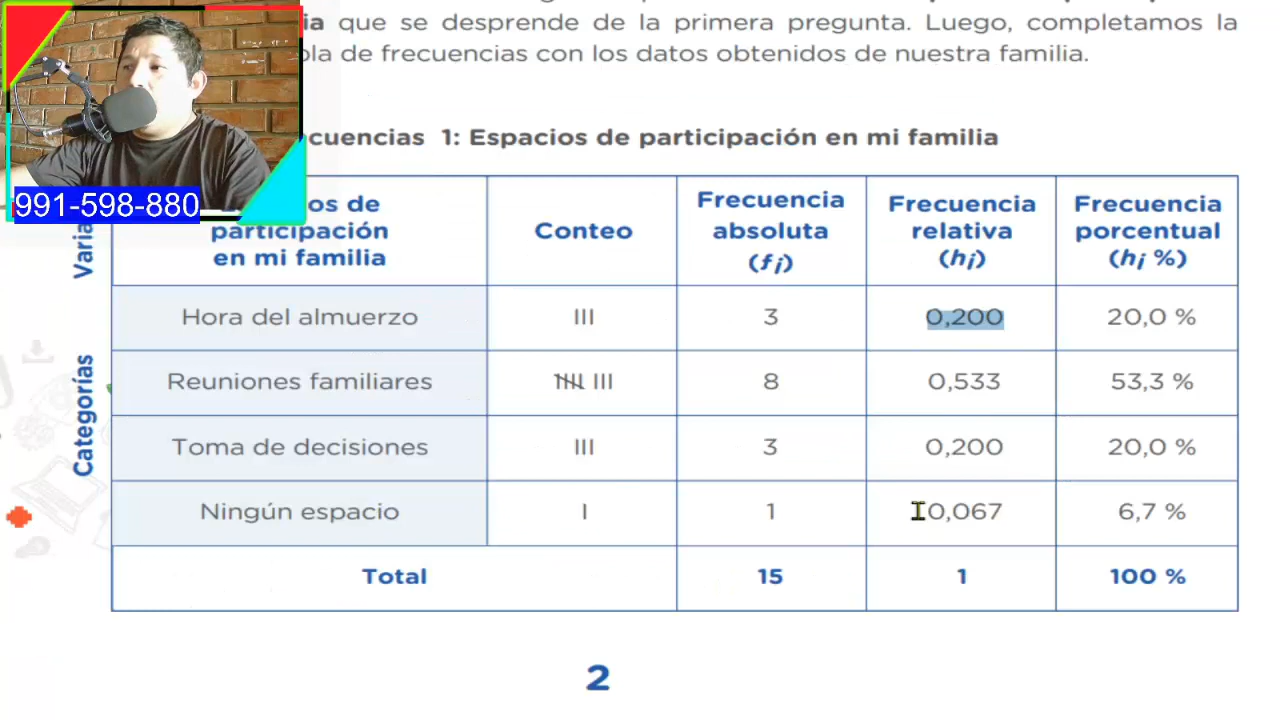 que se desprende de la primera pregunta. Luego, completamos la
de frecuencias con los datos obtenidos de nuestra familia.
1: Espacios de participación en mi familia
991-598-880
de
participación
en mi familia
Conteo
Frecuencia
absoluta
(fi)
Frecuencia
relativa
(hi)
Frecuencia
porcentual
(hi %)
Categorías
Hora del almuerzo III 3 0,200 20,0 %
Reuniones familiares IIII III 8 0,533 53,3 %
Toma de decisiones III 3 0,200 20,0 %
Ningún espacio I 1 0,067 6,7 %
Total 15 1 100 %
2